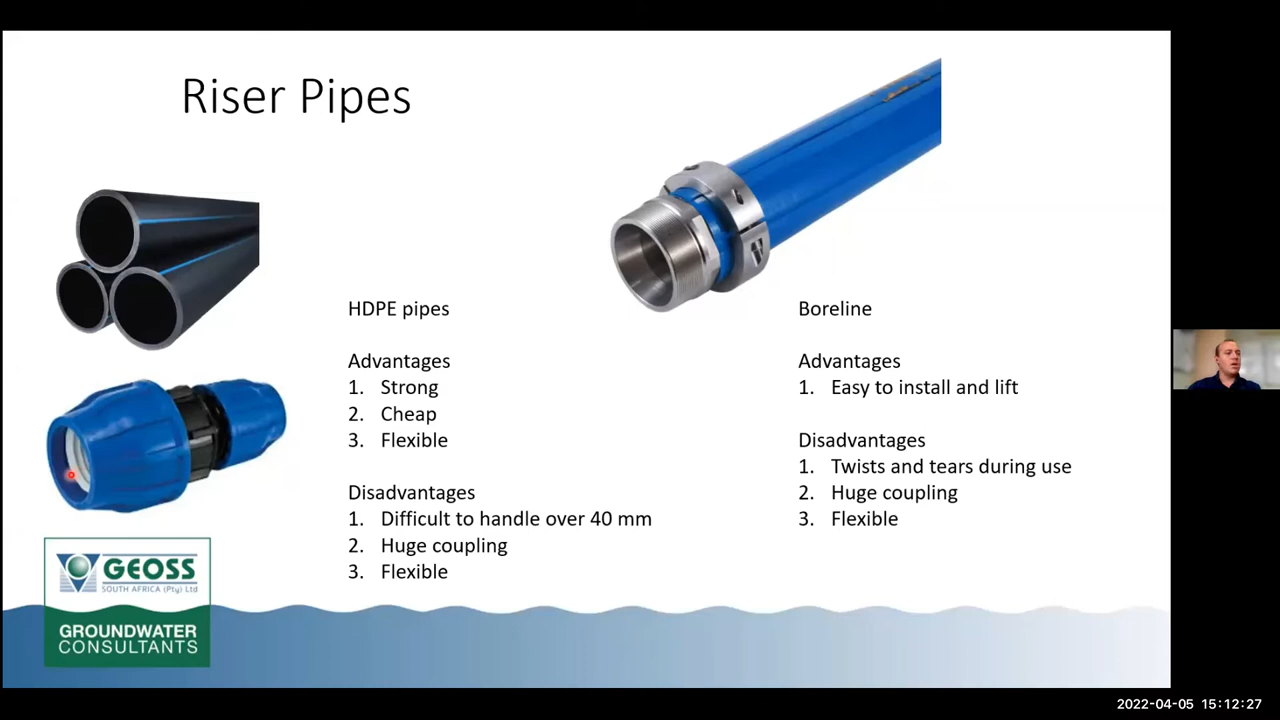 Riser Pipes
HDPE pipes
Advantages
1. Strong
2. Cheap
3. Flexible
Disadvantages
1. Difficult to handle over 40 mm
2. Huge coupling
3. Flexible
Boreline
Advantages
1. Easy to install and lift
Disadvantages
1. Twists and tears during use
2. Huge coupling
3. Flexible
GEOSS
SOUTH AFRICA (Pty) Ltd
GROUNDWATER
CONSULTANTS
2022-04-05 15:12:27